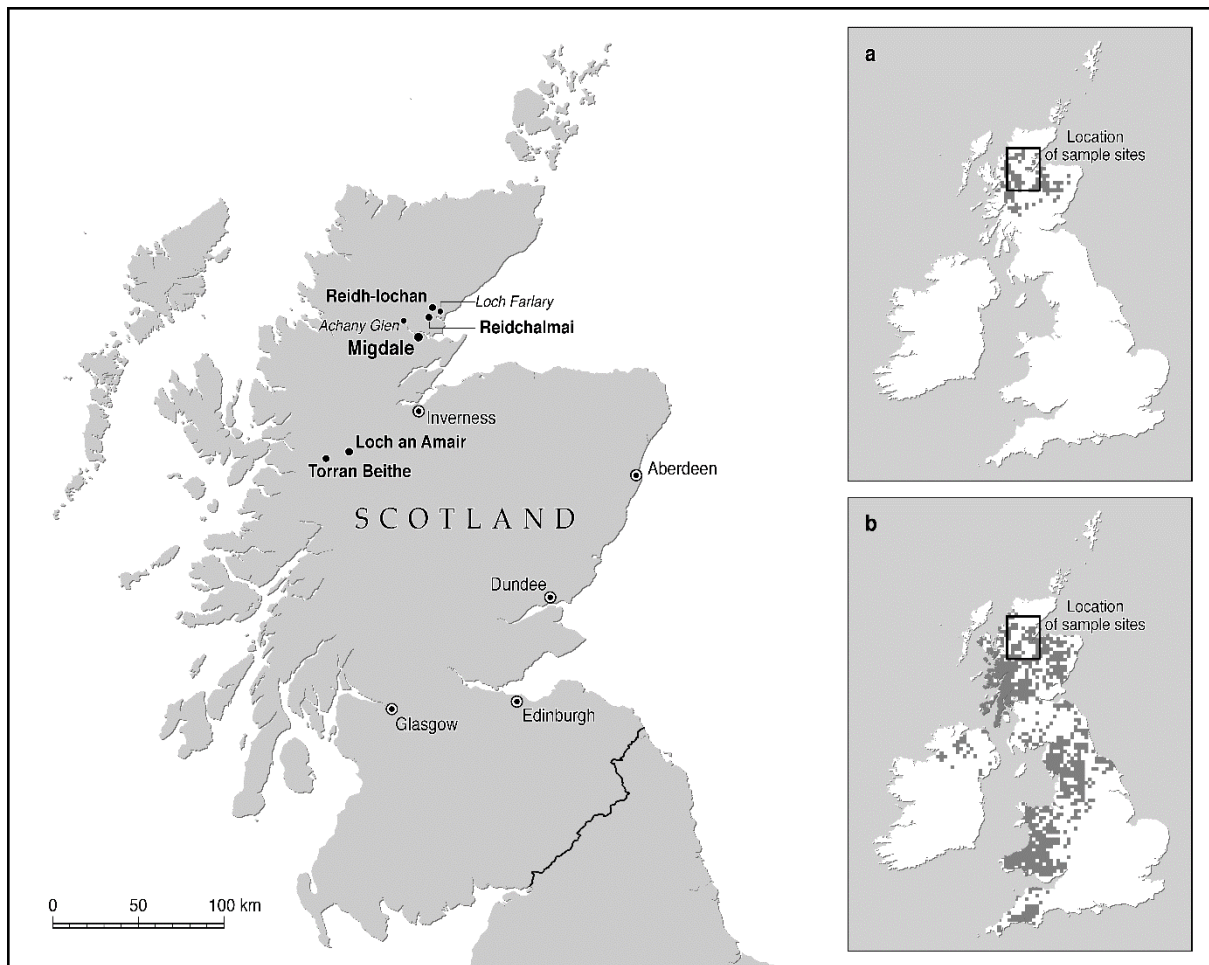 Reidh-lochan
Loch Farlary
Achany Glen
Reidchalmai
Migdale
Inverness
Loch an Amair
Torran Beithe
Aberdeen
SCOTLAND
Dundee
Edinburgh
Glasgow
0 50 100 km
a
Location
of sample sites
b
Location
of sample sites